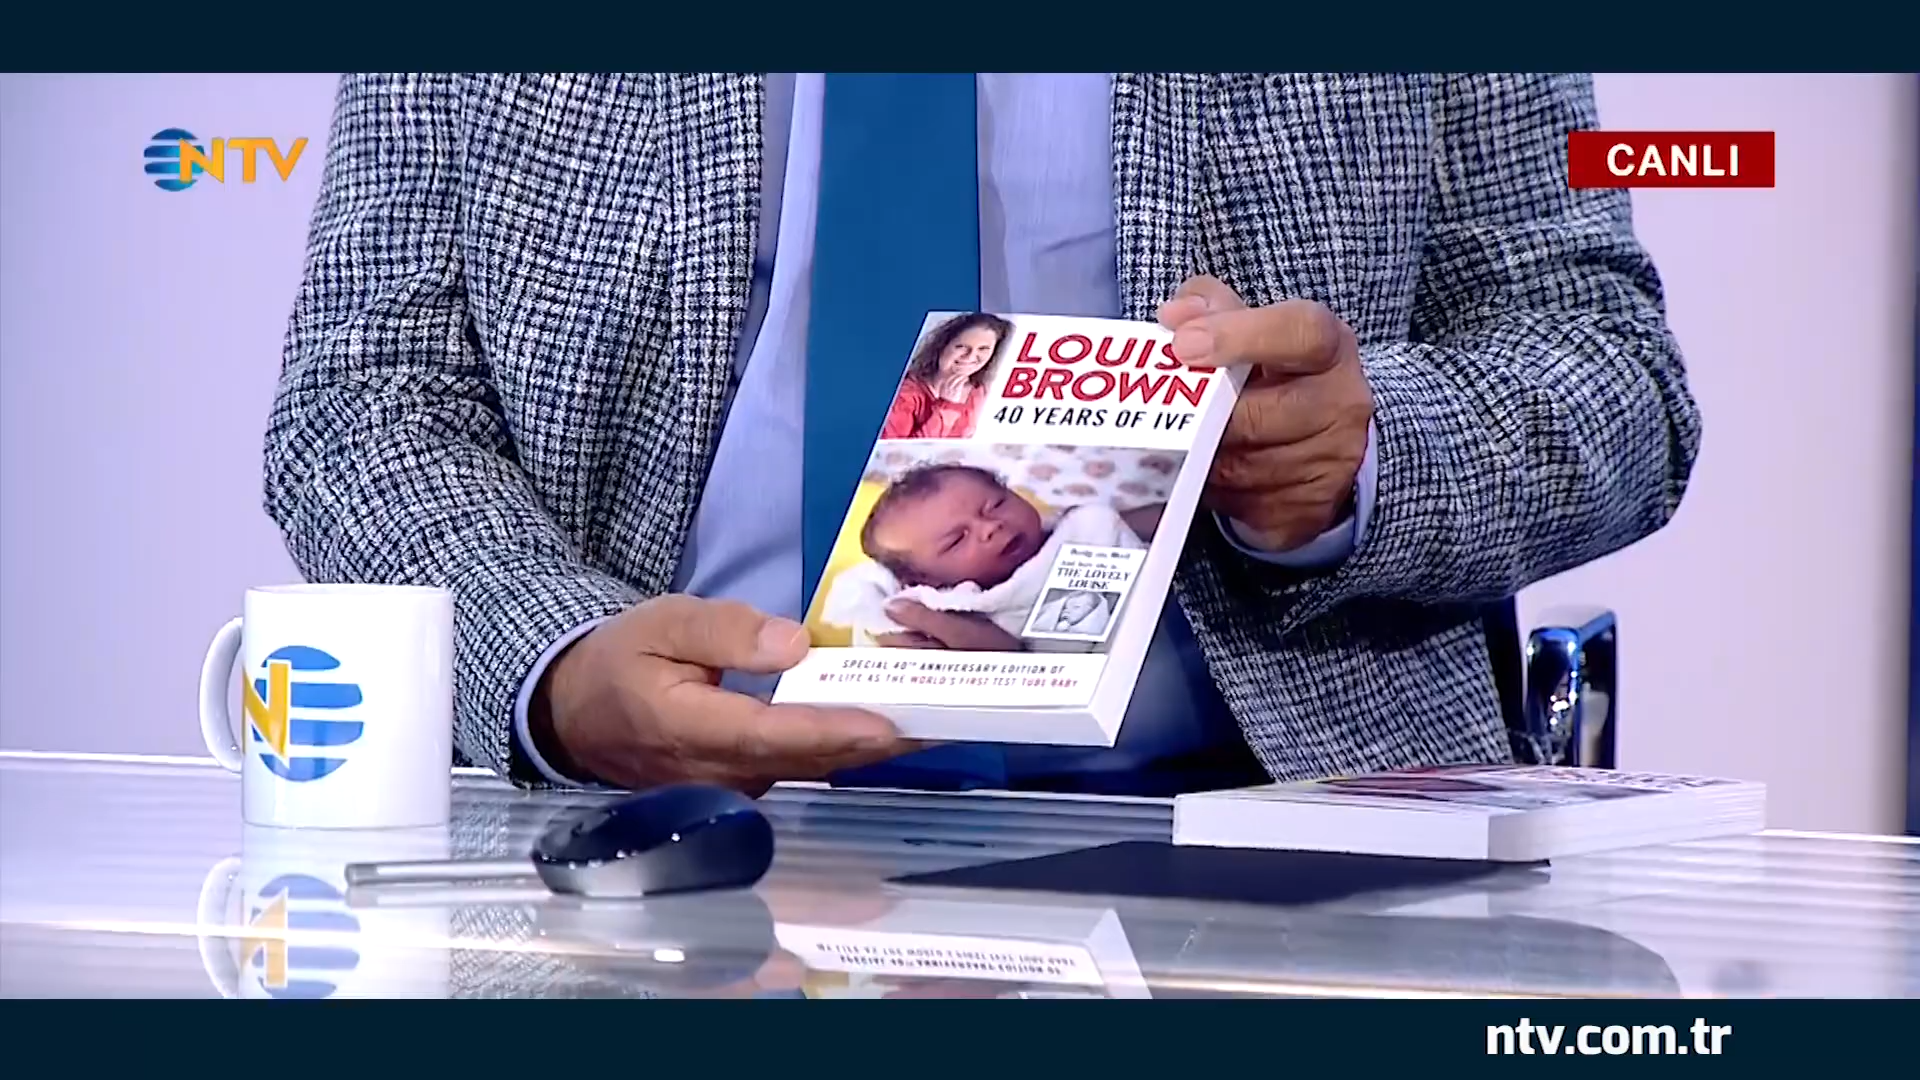 NTV
CANLI
LOUISE
BROWN
40 YEARS OF IVF
THE LOVELY
LOUISE
SPECIAL 40TH ANNIVERSARY EDITION OF
MY LIFE AS THE WORLD'S FIRST TEST TUBE BABY
N
ntv.com.tr